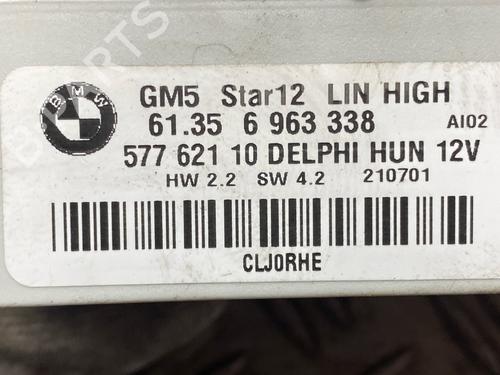 BMW
GM5 Star12 LIN HIGH
61.35 6 963 338 AI02
577 621 10 DELPHI HUN 12V
HW 2.2 SW 4.2 210701
CLJ0RHE